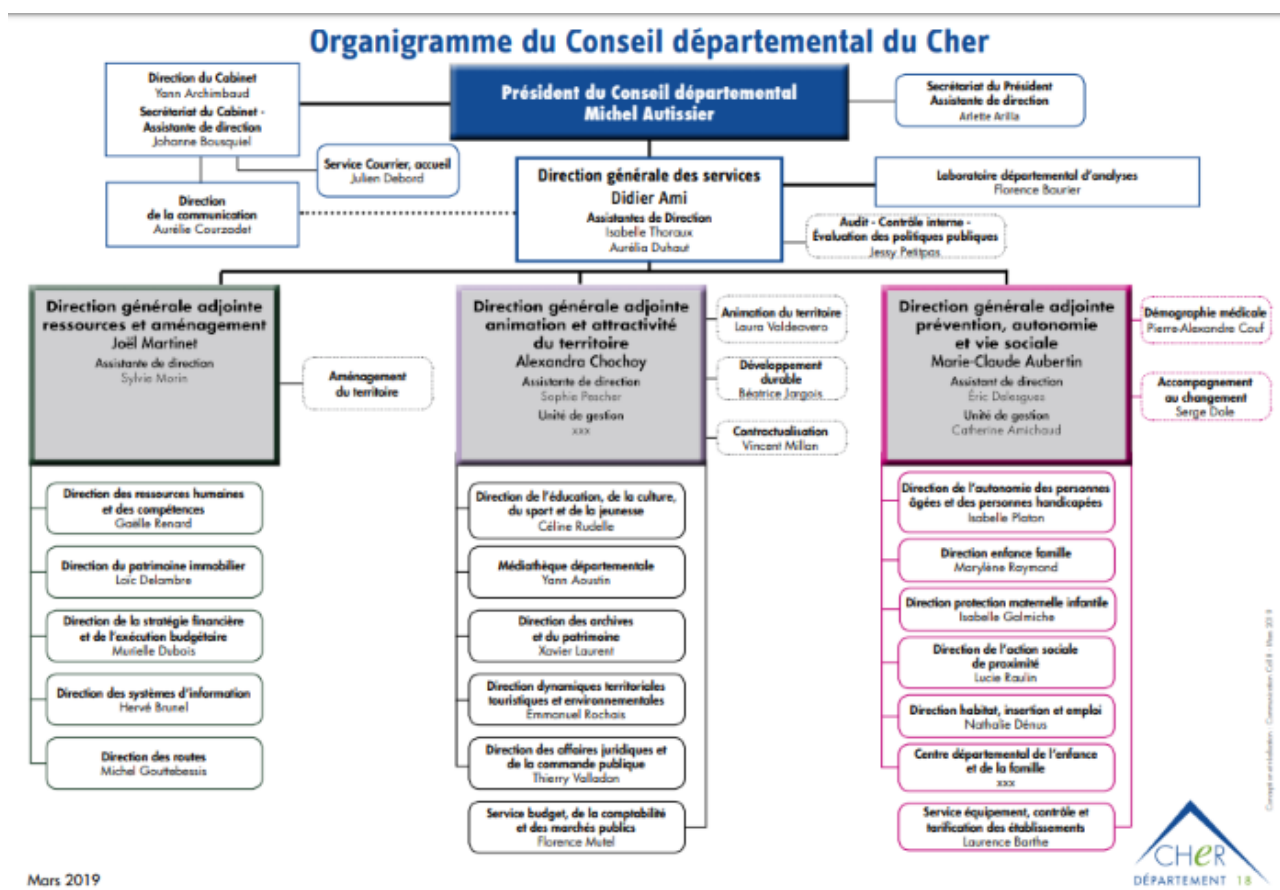 Organigramme du Conseil départemental du Cher
Direction du Cabinet
Yann Archimbaud
Secrétariat du Cabinet -
Assistante de direction
Johanne Bousquiel
Président du Conseil départemental
Michel Autissier
Secrétariat du Président
Assistante de direction
Arlette Arilla
Service Courrier, accueil
Julien Debord
Direction générale des services
Didier Ami
Assistantes de Direction
Isabelle Thoraux
Aurélia Duhaut
Laboratoire départemental d'analyses
Florence Baurier
Direction
de la communication
Aurélie Courzadet
Audit - Contrôle interne -
Évaluation des politiques publiques
Jessy Petitpas
Direction générale adjointe
ressources et aménagement
Joël Martinet
Assistante de direction
Sylvie Morin
Aménagement
du territoire
Direction des ressources humaines
et des compétences
Gaëlle Renard
Direction du patrimoine immobilier
Loïc Delambre
Direction de la stratégie financière
et de l'exécution budgétaire
Murielle Dubois
Direction des systèmes d'information
Hervé Brunel
Direction des routes
Michel Gouttebessis
Direction générale adjointe
animation et attractivité
du territoire
Alexandra Chochoy
Assistante de direction
Sophie Pescher
Unité de gestion
xxx
Animation du territoire
Laura Valdeavero
Développement
durable
Béatrice Jargois
Contractualisation
Vincent Millan
Direction de l'éducation, de la culture,
du sport et de la jeunesse
Céline Rudelle
Médiathèque départementale
Yann Aoustin
Direction des archives
et du patrimoine
Xavier Laurent
Direction dynamiques territoriales
touristiques et environnementales
Emmanuel Rochais
Direction des affaires juridiques et
de la commande publique
Thierry Valladon
Service budget, de la comptabilité
et des marchés publics
Florence Mutel
Direction générale adjointe
prévention, autonomie
et vie sociale
Marie-Claude Aubertin
Assistant de direction
Éric Delesgues
Unité de gestion
Catherine Amichaud
Démographie médicale
Pierre-Alexandre
Accompagnement
au changement
Serge Dole
Direction de l'autonomie des personnes
âgées et des personnes handicapées
Isabelle Platon
Direction enfance famille
Marylène Raymond
Direction protection maternelle infantile
Isabelle Galmiche
Direction de l'action sociale
de proximité
Lucie Raulin
Direction habitat, insertion et emploi
Nathalie Dénus
Centre départemental de l'enfance
et de la famille
xxx
Service équipement, contrôle et
tarification des établissements
Laurence Barthe
CHeR
DÉPARTEMENT 18
Mars 2019